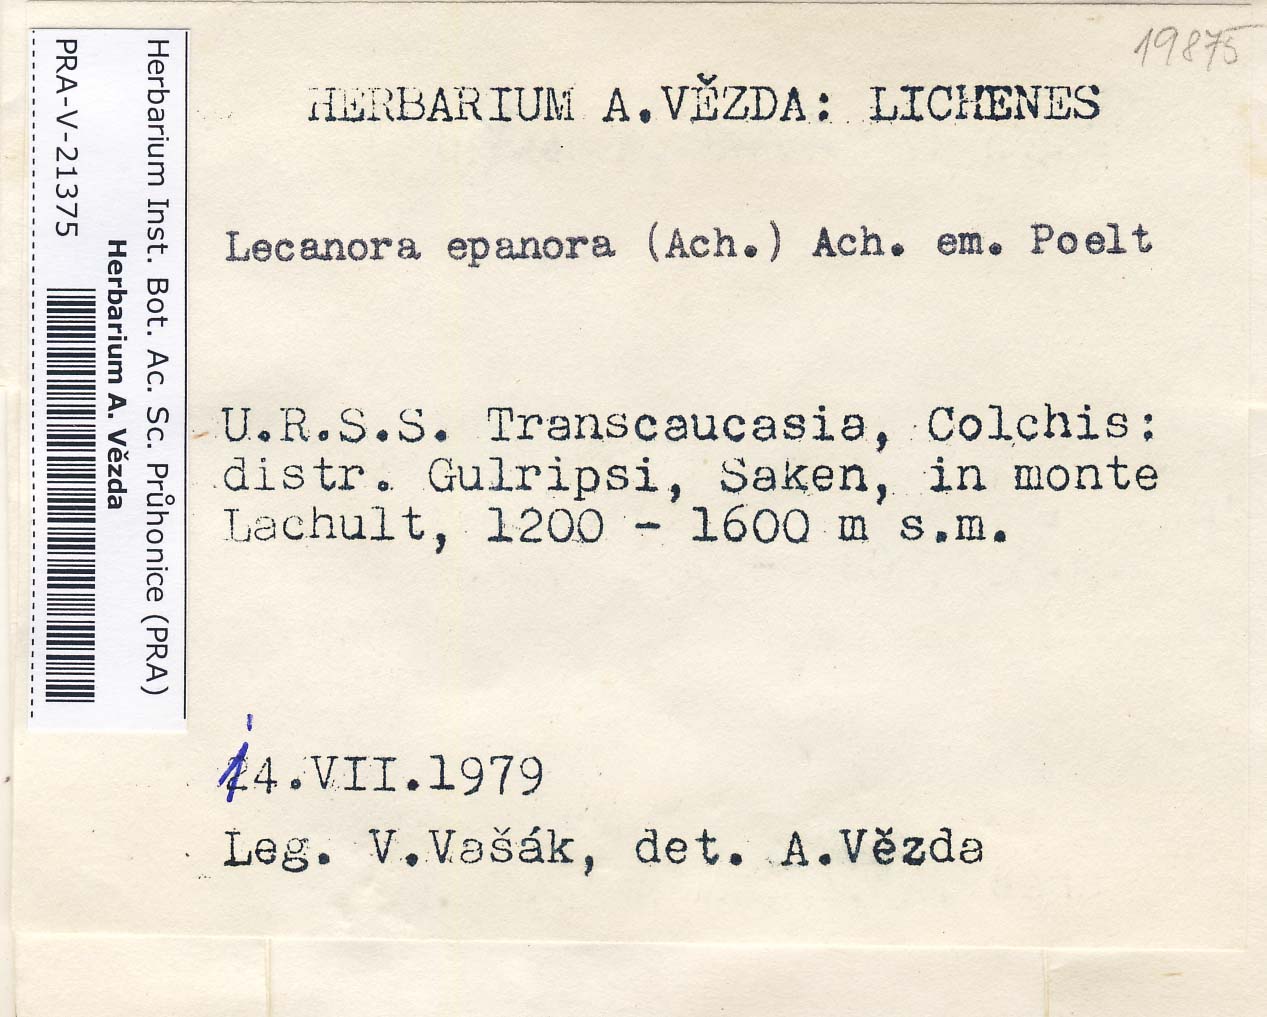 19875
HERBARIUM A.VĚZDA: LICHENES
Lecanora epanora (Ach.) Ach. em. Poelt
U.R.S.S. Transcaucasia, Colchis:
distr. Gulripsi, Saken, in monte
Lachult, 1200 - 1600 m s.m.
14.VII.1979
Leg. V.Vašák, det. A.Vězda
Herbarium Inst. Bot. Ac. Sc. Průhonice (PRA)
Herbarium A. Vězda
PRA-V-21375